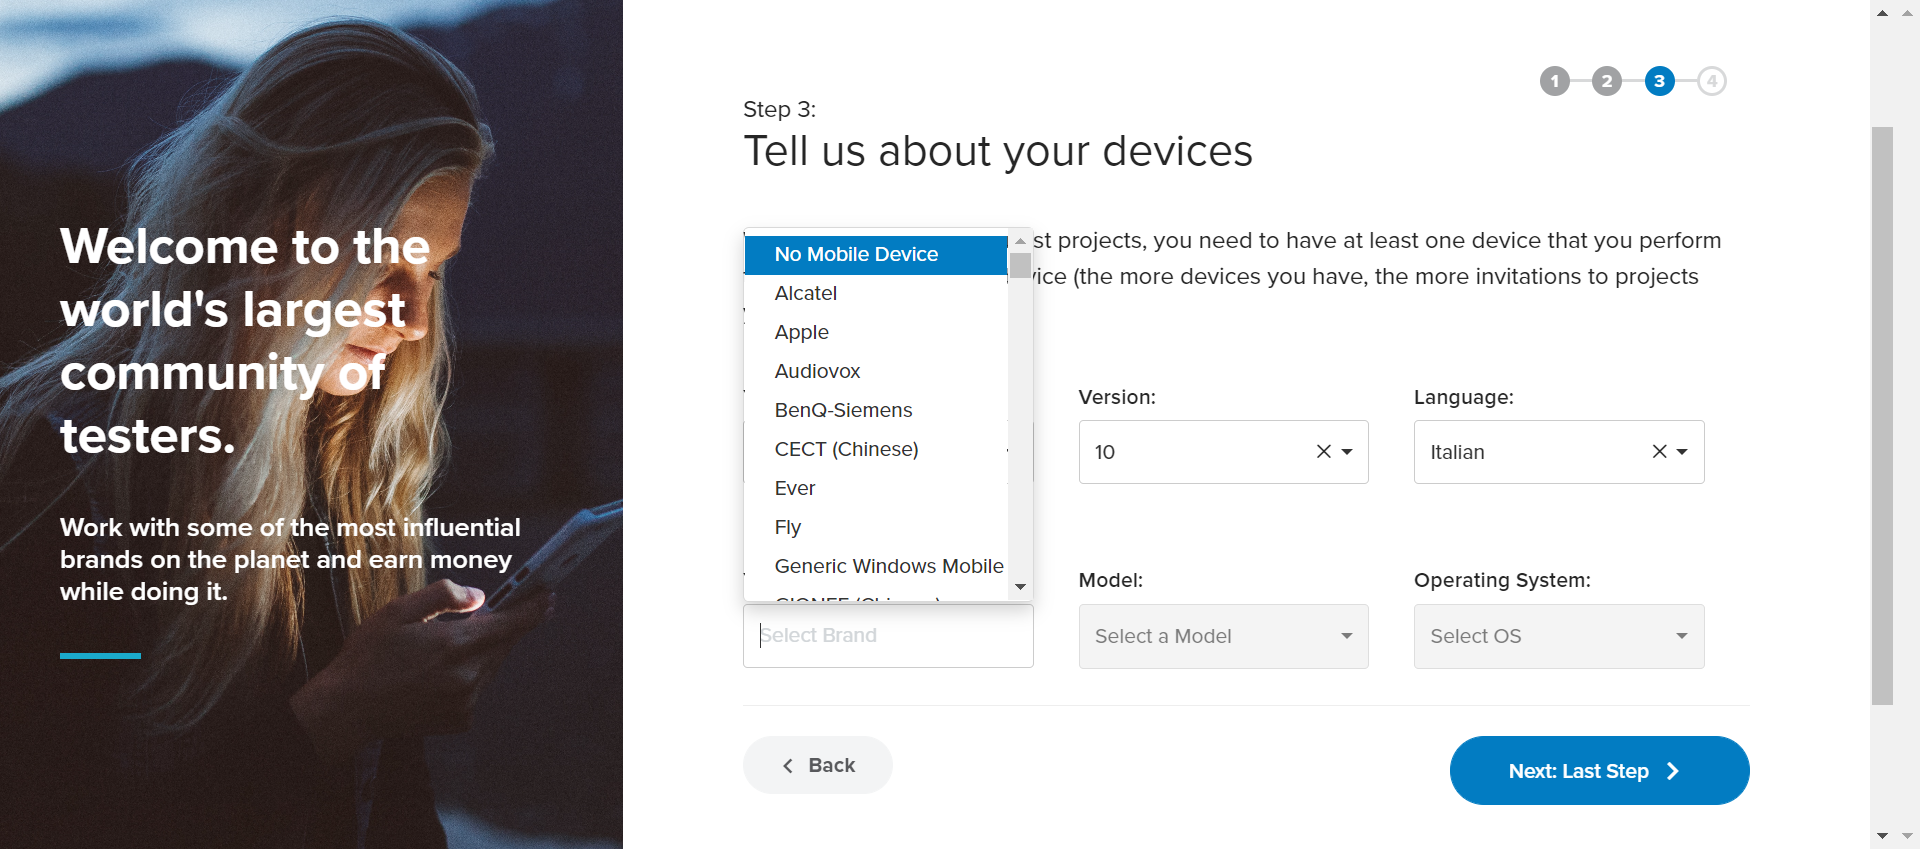 Welcome to the
world's largest
community of
testers.
Work with some of the most influential
brands on the planet and earn money
while doing it.
1 2 3 4
Step 3:
Tell us about your devices
st projects, you need to have at least one device that you perform
ice (the more devices you have, the more invitations to projects
No Mobile Device
Alcatel
Apple
Audiovox
BenQ-Siemens
CECT (Chinese)
Ever
Fly
Generic Windows Mobile
Version:
10
Language:
Italian
Select Brand
Model:
Select a Model
Operating System:
Select OS
Back
Next: Last Step